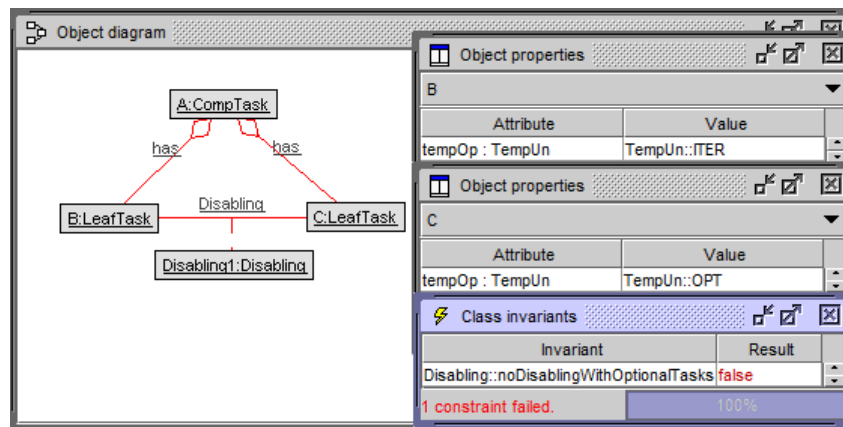 Object diagram
A:CompTask
has
has
B:LeafTask
Disabling
C:LeafTask
Disabling1:Disabling
Object properties
B
Attribute Value
tempOp : TempUn TempUn::ITER
Object properties
C
Attribute Value
tempOp : TempUn TempUn::OPT
Class invariants
Invariant Result
Disabling::noDisablingWithOptionalTasks false
1 constraint failed. 100%